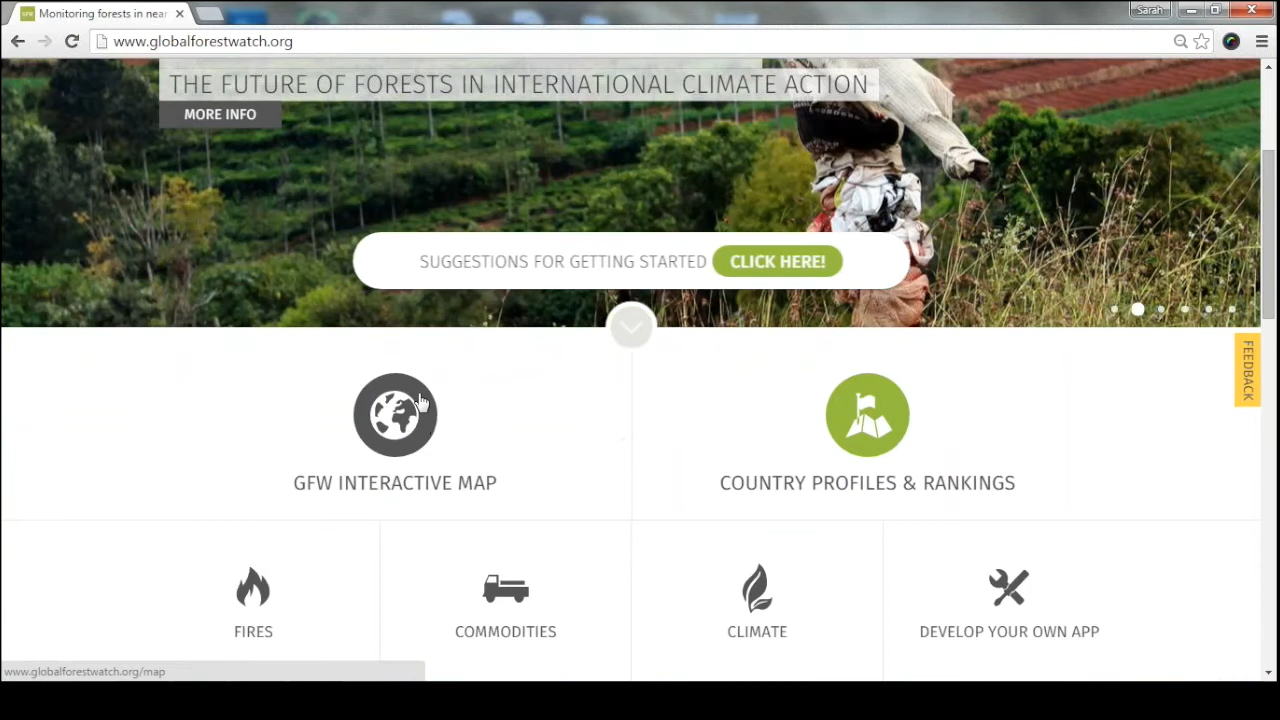 GFW
Monitoring forests in near
Sarah
www.globalforestwatch.org
THE FUTURE OF FORESTS IN INTERNATIONAL CLIMATE ACTION
MORE INFO
SUGGESTIONS FOR GETTING STARTED CLICK HERE!
FEEDBACK
GFW INTERACTIVE MAP
COUNTRY PROFILES & RANKINGS
FIRES
COMMODITIES
CLIMATE
DEVELOP YOUR OWN APP
www.globalforestwatch.org/map